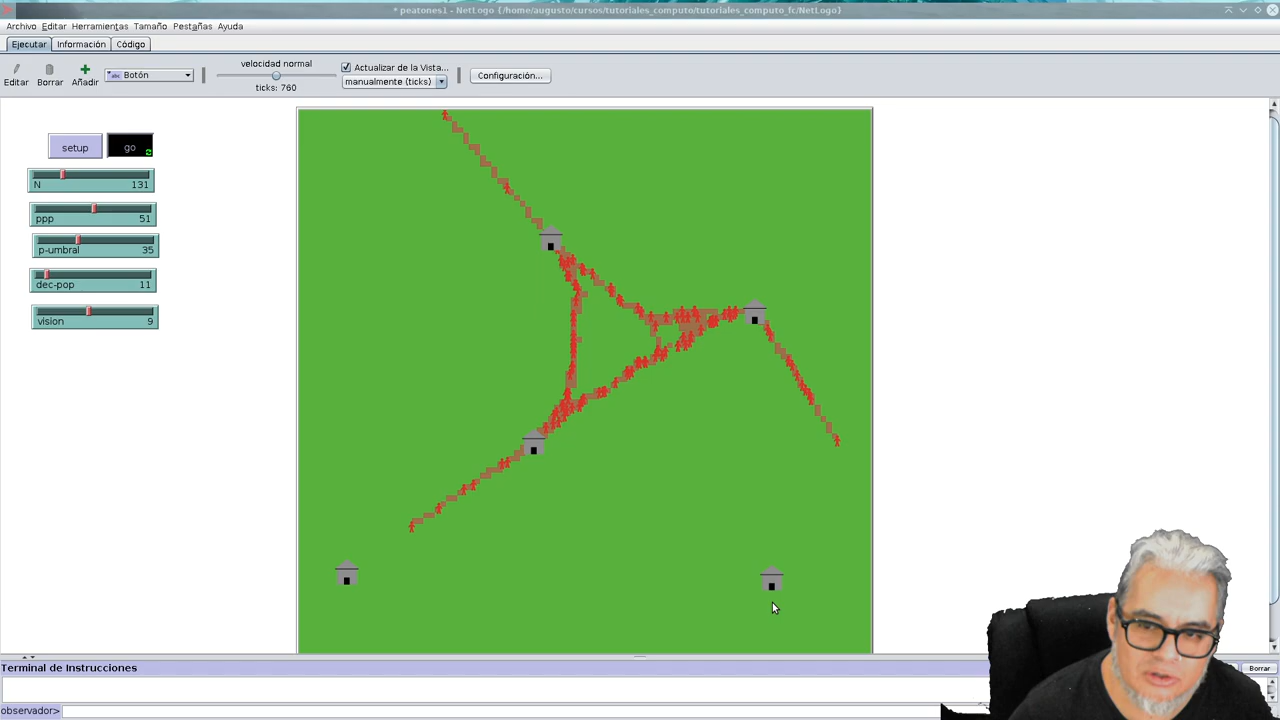 * peatones1 - NetLogo {/home/augusto/cursos/tutoriales_computo/tutoriales_computo_fc/NetLogo}
Archivo Editar Herramientas Tamaño Pestañas Ayuda
Ejecutar Información Código
velocidad normal
Actualizar de la Vista...
Editar Borrar Añadir
abc Botón
manualmente (ticks)
Configuración...
ticks: 760
setup go
N 131
ppp 51
p-umbral 35
dec-pop 11
vision 9
Terminal de Instrucciones
Borrar
observador>